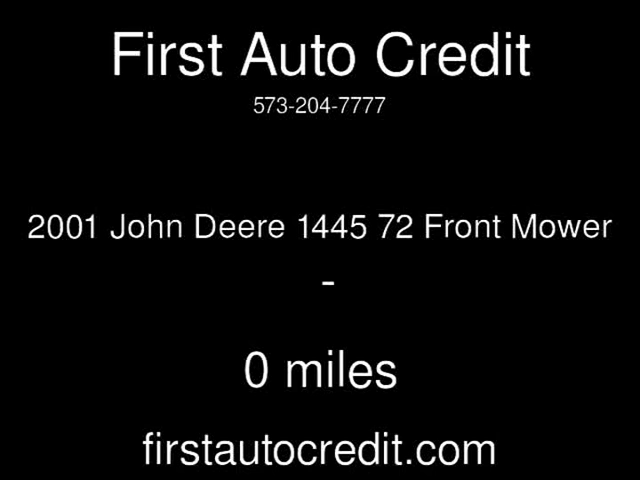 First Auto Credit
573-204-7777
2001 John Deere 1445 72 Front Mower
-
0 miles
firstautocredit.com